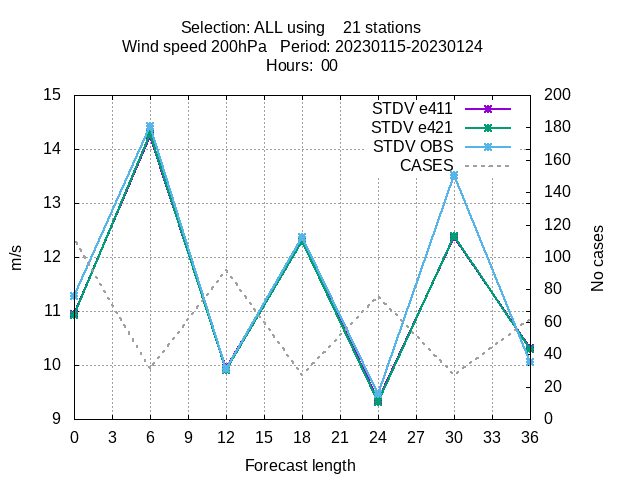 Selection: ALL using    21 stations
Wind speed 200hPa   Period: 20230115-20230124
Hours:  00
15
14
13
12
11
10
9
m/s
STDV e411
STDV e421
STDV OBS
CASES
200
180
160
140
120
100
80
60
40
20
0
No cases
0 3 6 9 12 15 18 21 24 27 30 33 36
Forecast length